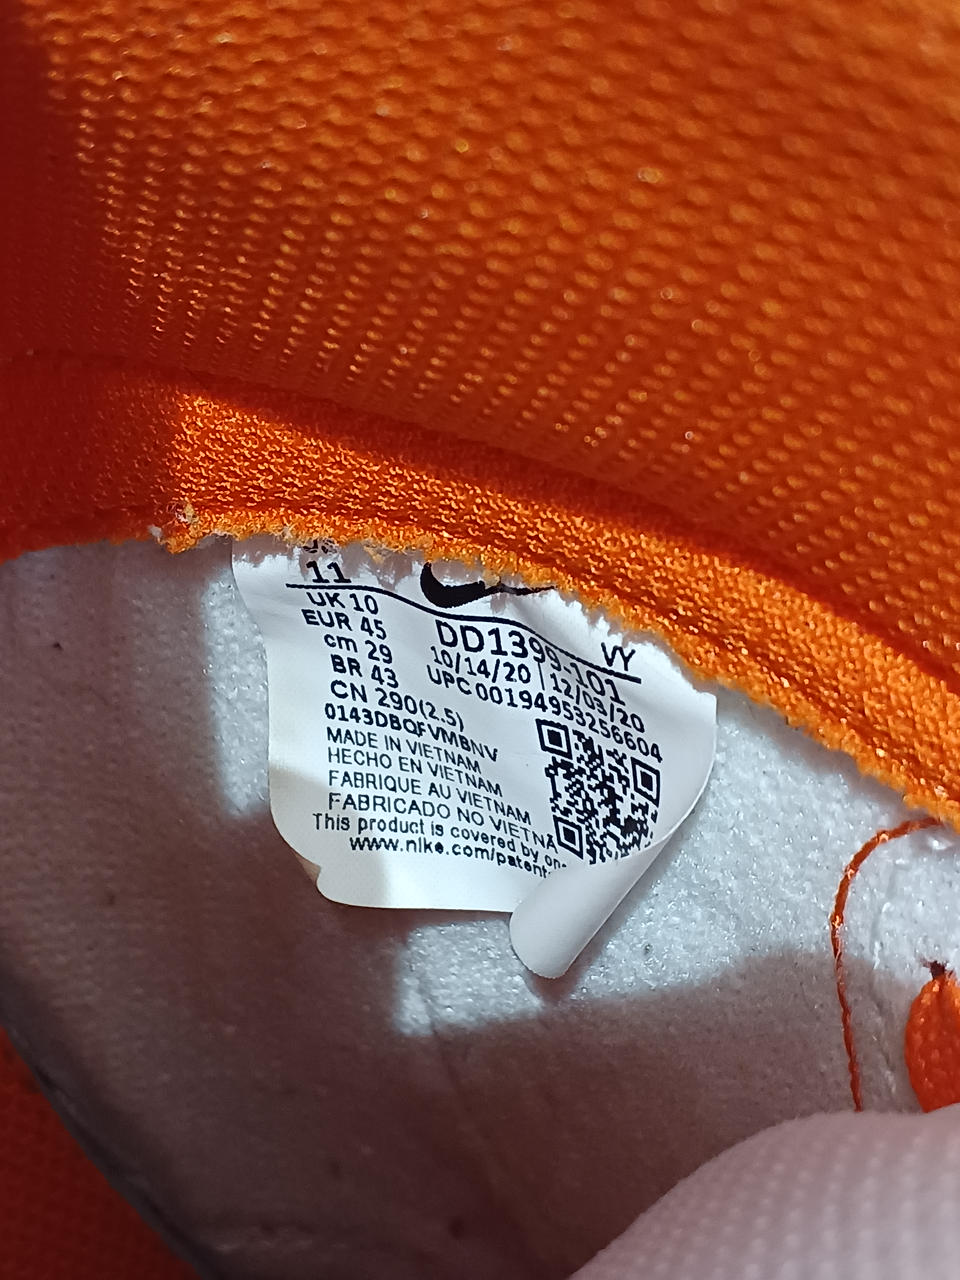 11
UK 10
EUR 45
cm 29
BR 43
CN 290(2.5)
0143DBQFVMBNV
MADE IN VIETNAM
HECHO EN VIETNAM
FABRIQUE AU VIETNAM
FABRICADO NO VIETNA
This product is covered by
www.nike.com/patent
VY
DD1399-101
10/14/20 | 12/03/20
UPC 00194953256604